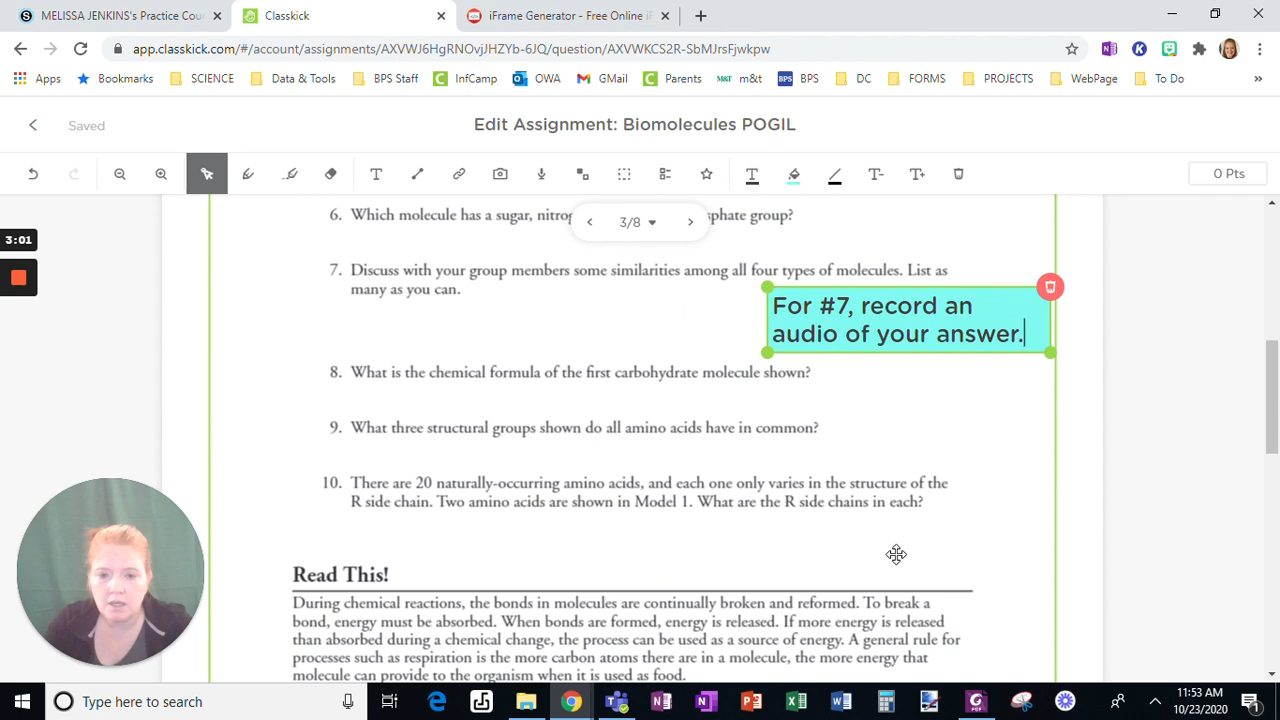 MELISSA JENKINS's Practice Cou
Classkick
iFrame Generator - Free Online iF
app.classkick.com/#/account/assignments/AXVWJ6HgRNOvjJHZYb-6JQ/question/AXVWKCS2R-SbMJrsFjwkpw
Apps Bookmarks SCIENCE Data & Tools BPS Staff InfCamp OWA GMail Parents m&t BPS DC FORMS PROJECTS WebPage To Do
Saved
Edit Assignment: Biomolecules POGIL
0 Pts
6. Which molecule has a sugar, nitrog sphate group?
3/8
3:01
7. Discuss with your group members some similarities among all four types of molecules. List as
many as you can.
For #7, record an
audio of your answer.
8. What is the chemical formula of the first carbohydrate molecule shown?
9. What three structural groups shown do all amino acids have in common?
10. There are 20 naturally-occurring amino acids, and each one only varies in the structure of the
R side chain. Two amino acids are shown in Model 1. What are the R side chains in each?
Read This!
During chemical reactions, the bonds in molecules are continually broken and reformed. To break a
bond, energy must be absorbed. When bonds are formed, energy is released. If more energy is released
than absorbed during a chemical change, the process can be used as a source of energy. A general rule for
processes such as respiration is the more carbon atoms there are in a molecule, the more energy that
molecule can provide to the organism when it is used as food.
Type here to search
11:53 AM
10/23/2020